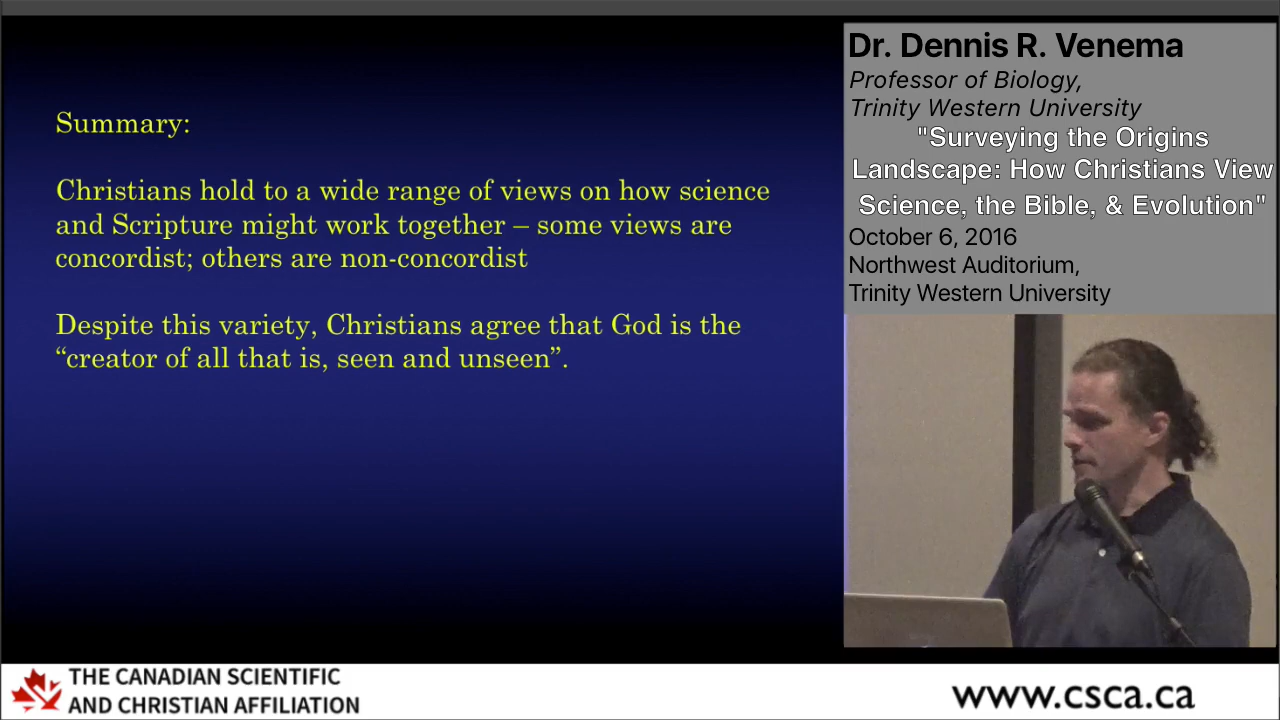 Summary:
Christians hold to a wide range of views on how science
and Scripture might work together – some views are
concordist; others are non-concordist
Despite this variety, Christians agree that God is the
“creator of all that is, seen and unseen”.
Dr. Dennis R. Venema
Professor of Biology,
Trinity Western University
"Surveying the Origins
Landscape: How Christians View
Science, the Bible, & Evolution"
October 6, 2016
Northwest Auditorium,
Trinity Western University
THE CANADIAN SCIENTIFIC
AND CHRISTIAN AFFILIATION
www.csca.ca